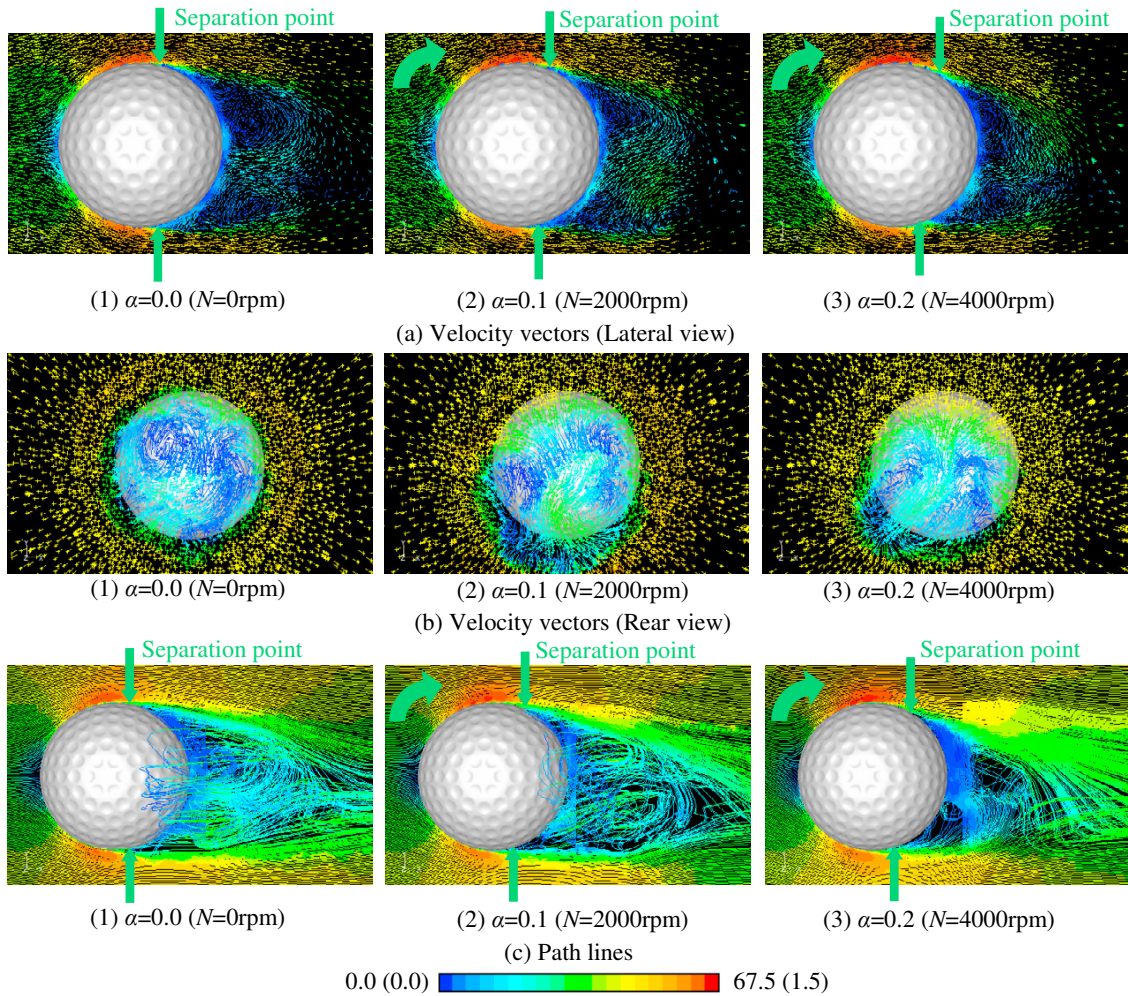 Separation point
Separation point
Separation point
(1) α=0.0 (N=0rpm)
(2) α=0.1 (N=2000rpm)
(3) α=0.2 (N=4000rpm)
(a) Velocity vectors (Lateral view)
(1) α=0.0 (N=0rpm)
(2) α=0.1 (N=2000rpm)
(3) α=0.2 (N=4000rpm)
(b) Velocity vectors (Rear view)
Separation point
Separation point
Separation point
(1) α=0.0 (N=0rpm)
(2) α=0.1 (N=2000rpm)
(3) α=0.2 (N=4000rpm)
(c) Path lines
0.0 (0.0)
67.5 (1.5)